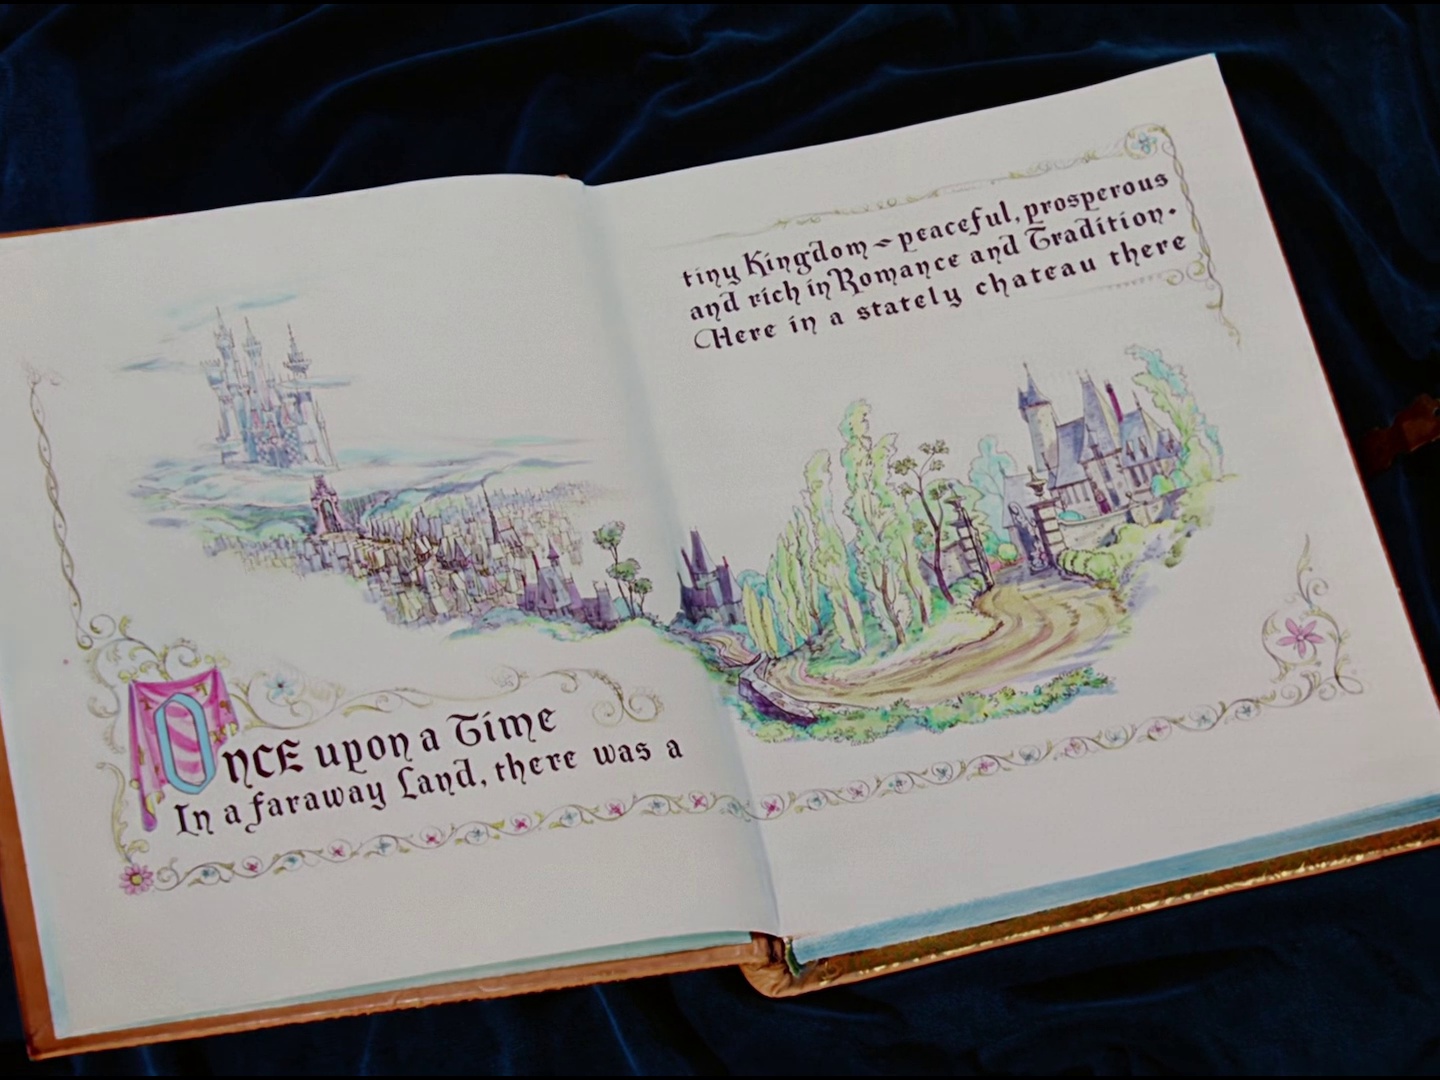 Once upon a Time
In a faraway Land, there was a
tiny Kingdom - peaceful, prosperous
and rich in Romance and Tradition.
Here in a stately chateau there